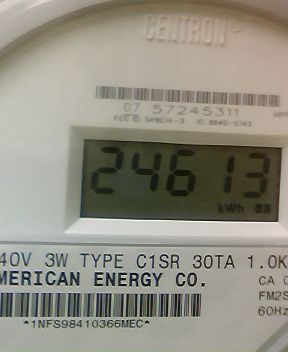 CENTRON
07 57245311
24613
kWh
40V 3W TYPE C1SR 30TA 1.0K
MERICAN ENERGY CO.
CA
FM2S
60Hz
*1NFS98410366MEC*